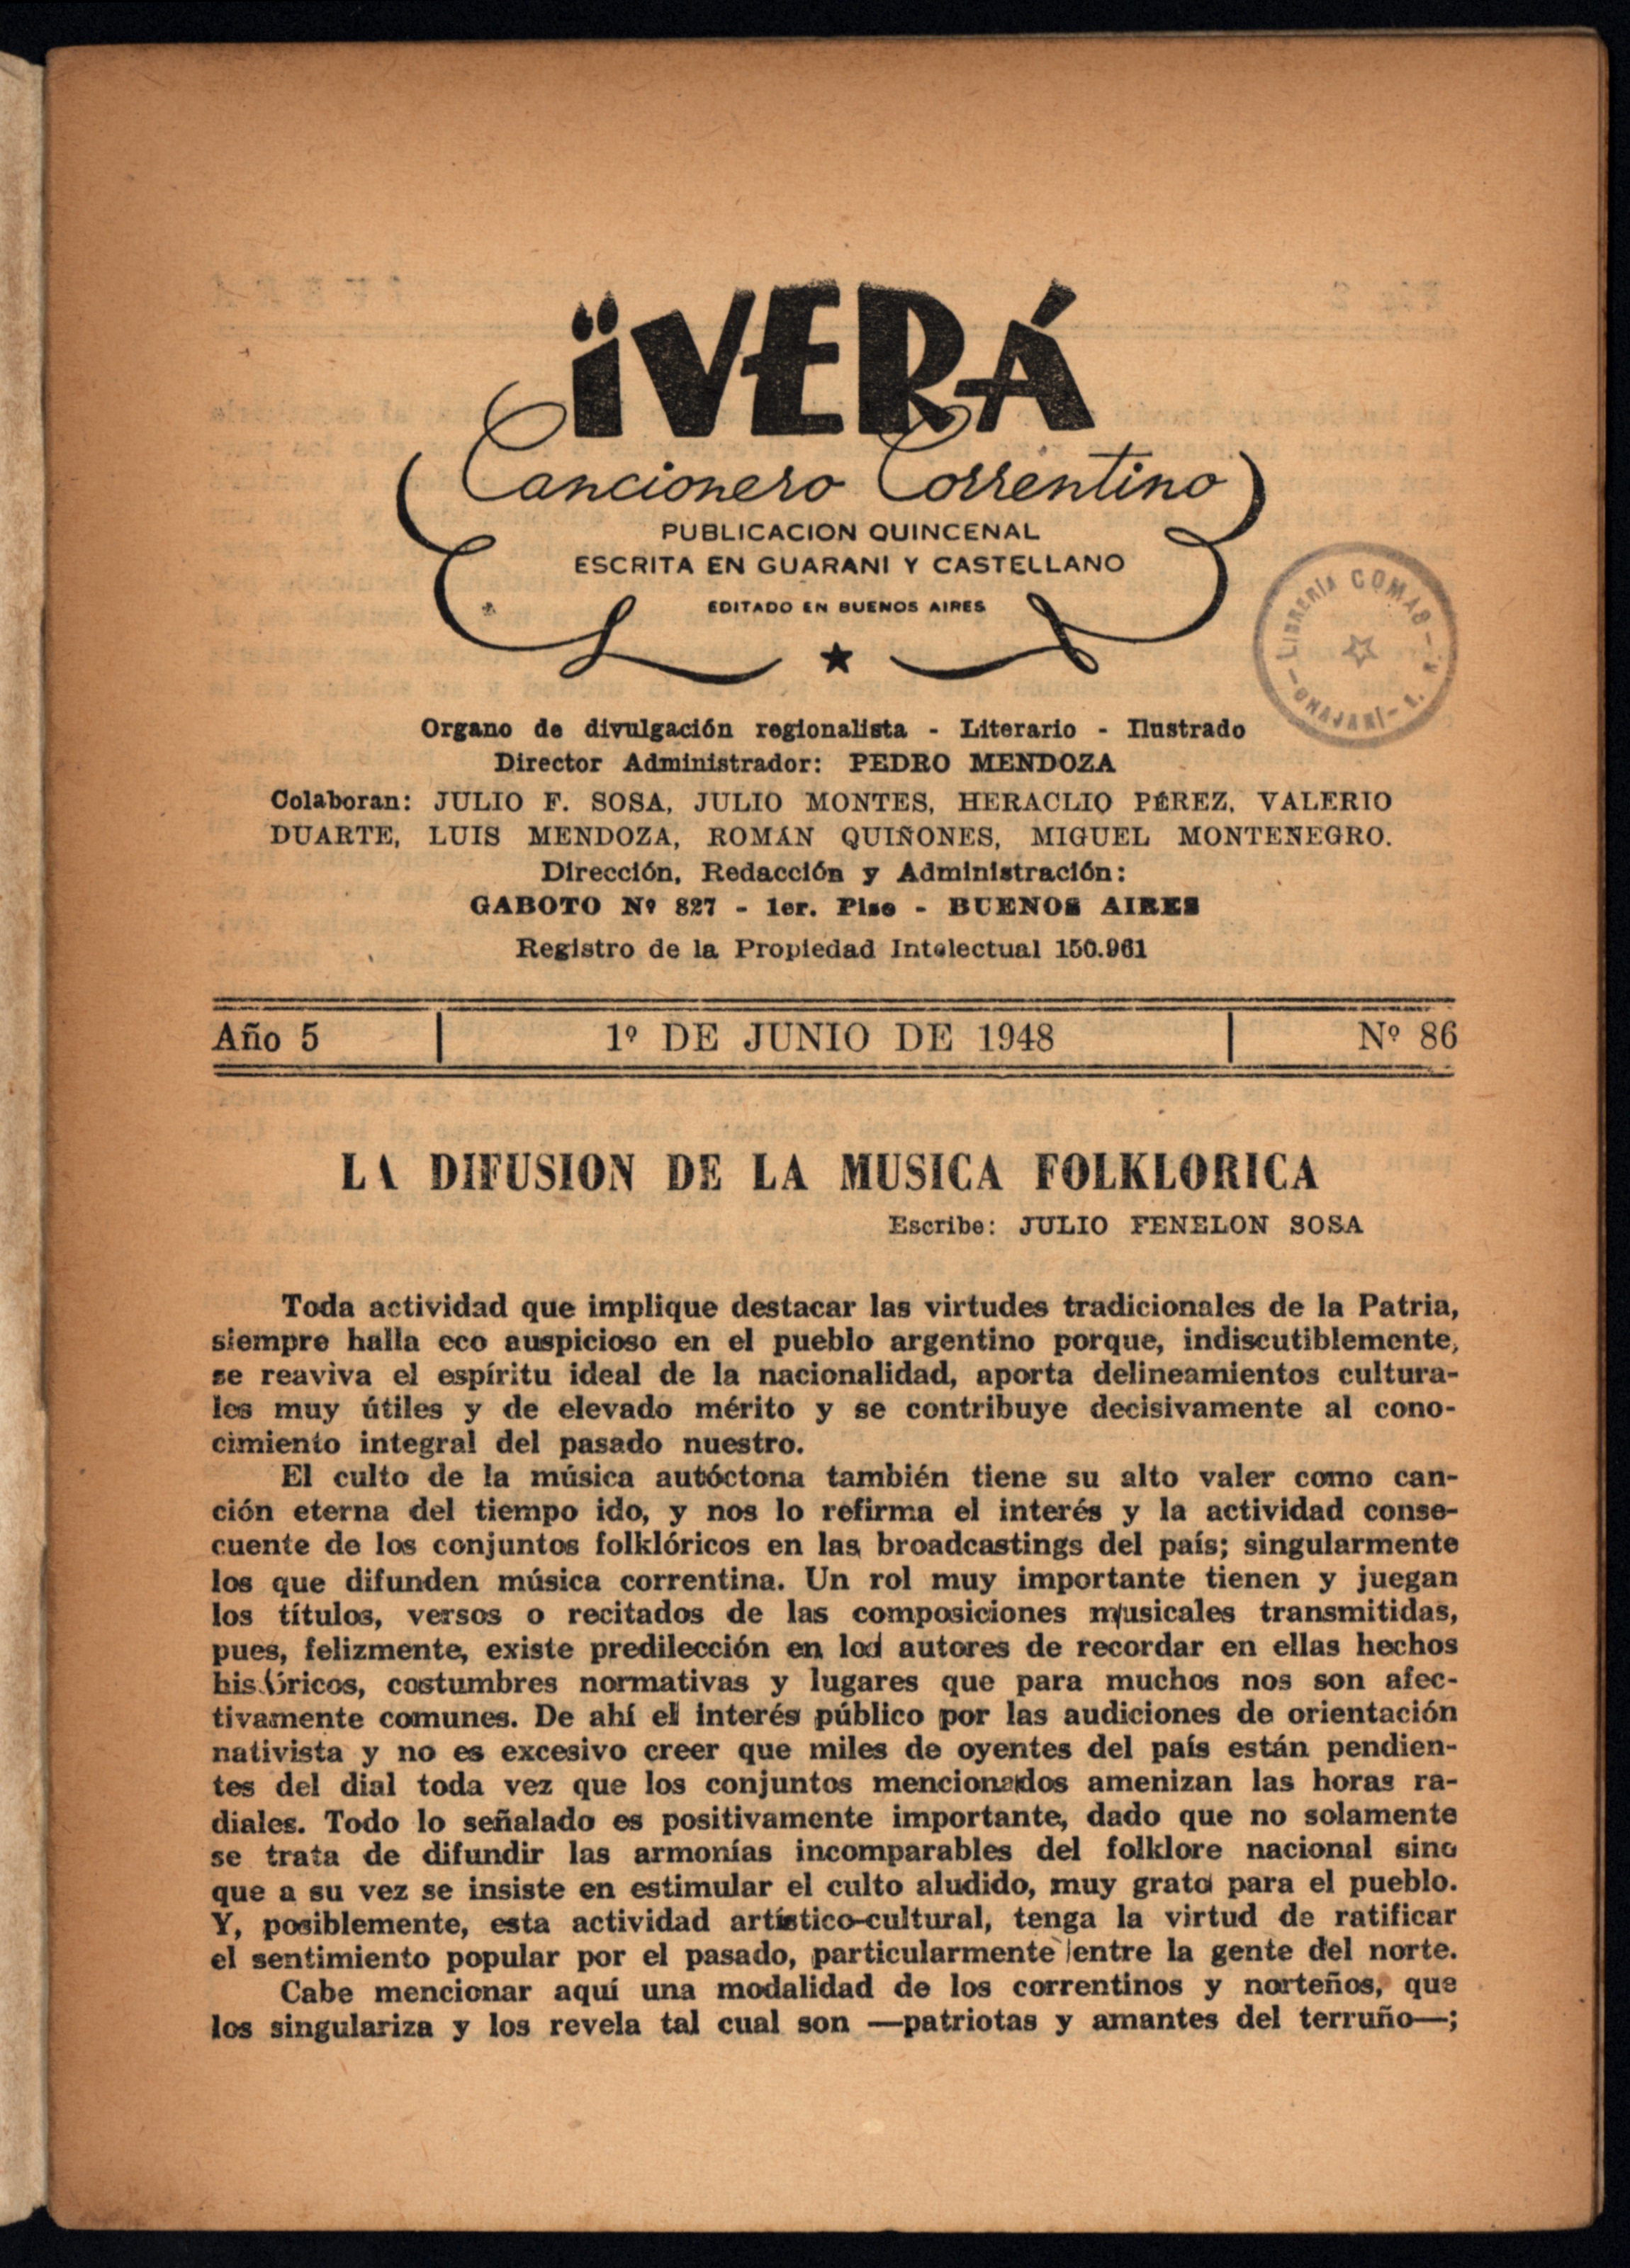 ïVERÁ
Cancionero Correntino
PUBLICACION QUINCENAL
ESCRITA EN GUARANI Y CASTELLANO
EDITADO EN BUENOS AIRES
LIBRERÍA COMAS
Organo de divulgación regionalista - Literario - Ilustrado
Director Administrador: PEDRO MENDOZA
Colaboran: JULIO F. SOSA, JULIO MONTES, HERACLIO PÉREZ, VALERIO
DUARTE, LUIS MENDOZA, ROMÁN QUIÑONES, MIGUEL MONTENEGRO.
Dirección, Redacción y Administración:
GABOTO Nº 827 - 1er. Piso - BUENOS AIRES
Registro de la Propiedad Intelectual 150.961
Año 5 | 1º DE JUNIO DE 1948 | Nº 86
LA DIFUSION DE LA MUSICA FOLKLORICA
Escribe: JULIO FENELON SOSA
Toda actividad que implique destacar las virtudes tradicionales de la Patria,
siempre halla eco auspicioso en el pueblo argentino porque, indiscutiblemente,
se reaviva el espíritu ideal de la nacionalidad, aporta delineamientos cultura-
les muy útiles y de elevado mérito y se contribuye decisivamente al cono-
cimiento integral del pasado nuestro.
El culto de la música autóctona también tiene su alto valer como can-
ción eterna del tiempo ido, y nos lo refirma el interés y la actividad conse-
cuente de los conjuntos folklóricos en las broadcastings del país; singularmente
los que difunden música correntina. Un rol muy importante tienen y juegan
los títulos, versos o recitados de las composiciones musicales transmitidas,
pues, felizmente, existe predilección en los autores de recordar en ellas hechos
históricos, costumbres normativas y lugares que para muchos nos son afec-
tivamente comunes. De ahí el interés público por las audiciones de orientación
nativista y no es excesivo creer que miles de oyentes del país están pendien-
tes del dial toda vez que los conjuntos mencionados amenizan las horas ra-
diales. Todo lo señalado es positivamente importante, dado que no solamente
se trata de difundir las armonías incomparables del folklore nacional sino
que a su vez se insiste en estimular el culto aludido, muy grato para el pueblo.
Y, posiblemente, esta actividad artístico-cultural, tenga la virtud de ratificar
el sentimiento popular por el pasado, particularmente entre la gente del norte.
Cabe mencionar aquí una modalidad de los correntinos y norteños, que
los singulariza y los revela tal cual son —patriotas y amantes del terruño—;